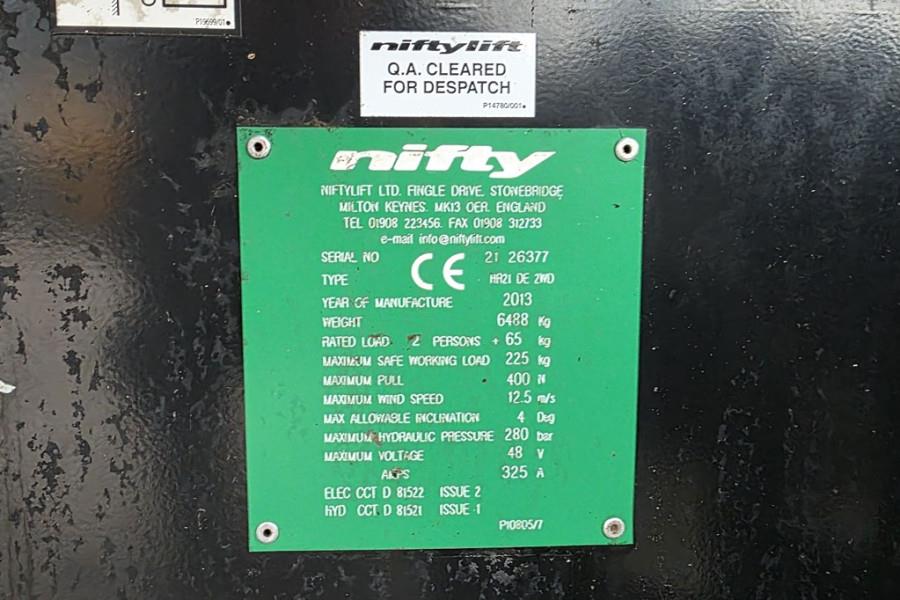 P19699/01
niftylift
Q.A. CLEARED
FOR DESPATCH
P14780/001
nifty
NIFTYLIFT LTD. FINGLE DRIVE. STONEBRIDGE
MILTON KEYNES. MK13 OER. ENGLAND
TEL 01908 223456. FAX 01908 312733
e-mail info@niftylift.com
SERIAL NO CE 21 26377
TYPE HR21 DE 2WD
YEAR OF MANUFACTURE 2013
WEIGHT 6488 Kg
RATED LOAD 2 PERSONS + 65 kg
MAXIMUM SAFE WORKING LOAD 225 kg
MAXIMUM PULL 400 N
MAXIMUM WIND SPEED 12.5 m/s
MAX ALLOWABLE INCLINATION 4 Deg
MAXIMUM HYDRAULIC PRESSURE 280 bar
MAXIMUM VOLTAGE 48 V
AMPS 325 A
ELEC CCT D 81522 ISSUE 2
HYD CCT D 81521 ISSUE 1
P10805/7